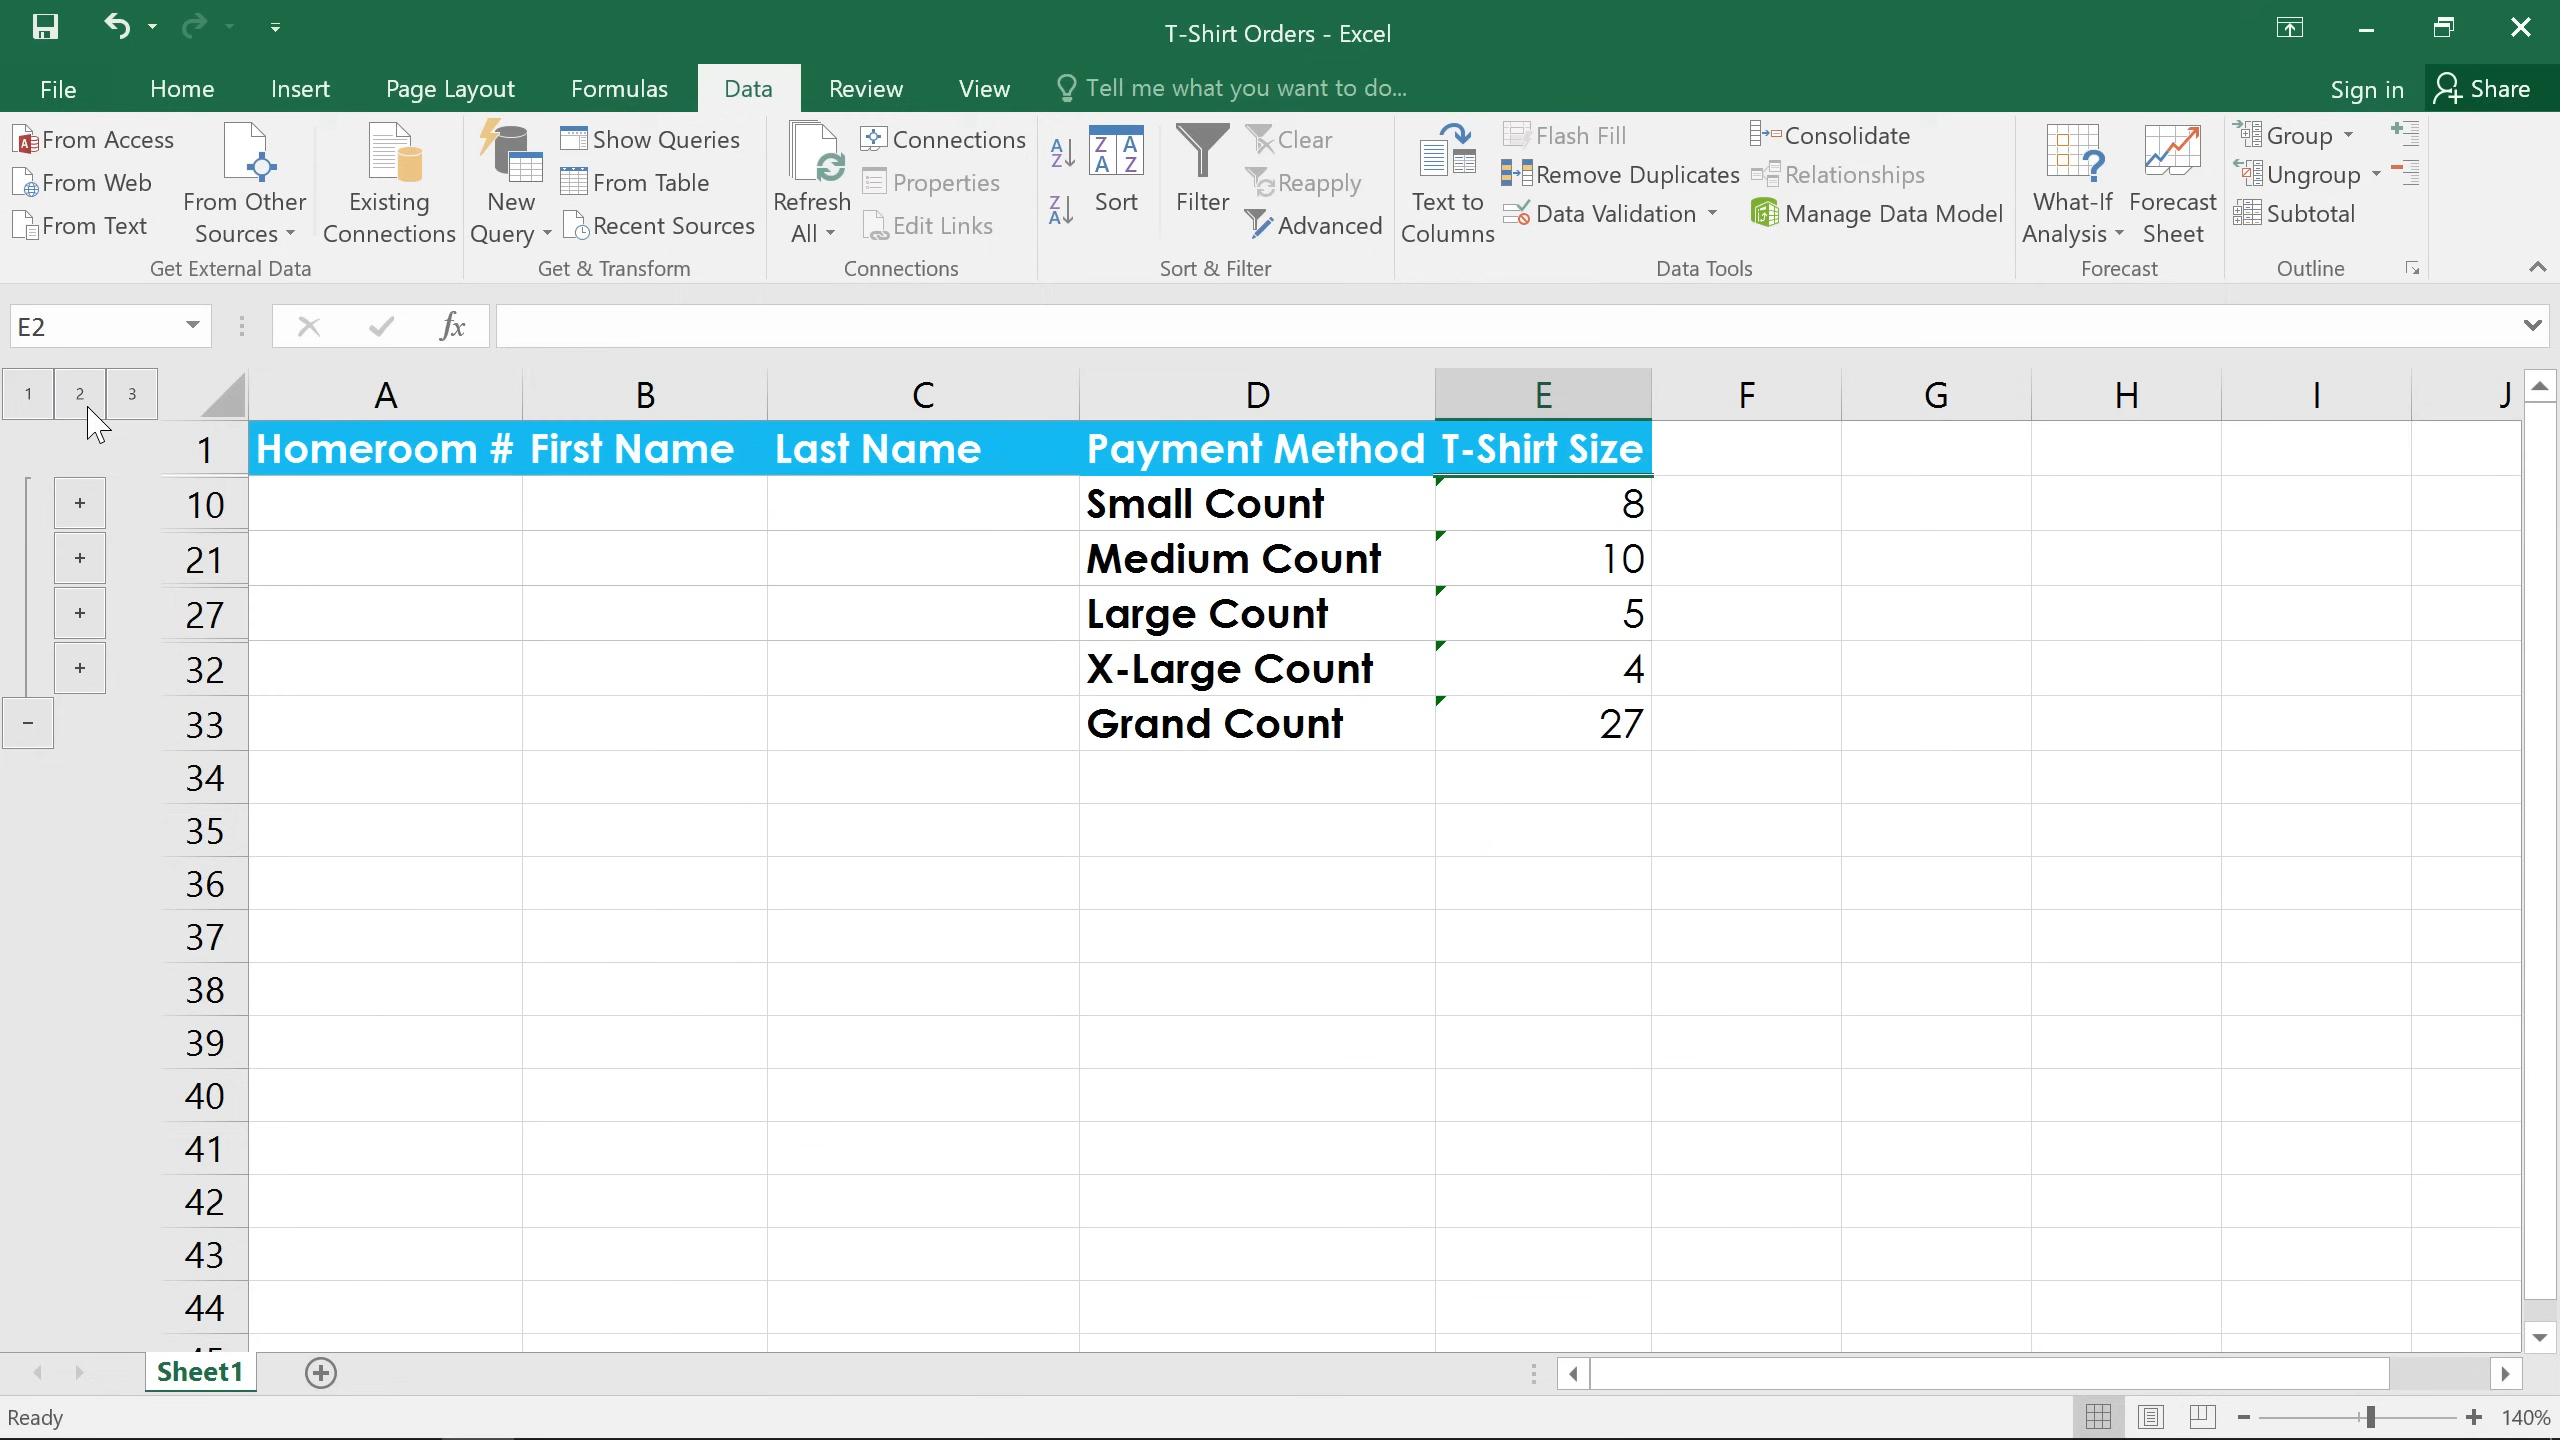 T-Shirt Orders - Excel
File Home Insert Page Layout Formulas Data Review View Tell me what you want to do... Sign in Share
From Access
From Web
From Text
From Other Sources
Existing Connections
Get External Data
New Query
Show Queries
From Table
Recent Sources
Get & Transform
Refresh All
Connections
Properties
Edit Links
Connections
Sort
Filter
Clear
Reapply
Advanced
Sort & Filter
Text to Columns
Flash Fill
Remove Duplicates
Data Validation
Consolidate
Relationships
Manage Data Model
Data Tools
What-If Analysis
Forecast Sheet
Forecast
Group
Ungroup
Subtotal
Outline
E2 fx
1 2 3 A B C D E F G H I J
1 Homeroom # First Name Last Name Payment Method T-Shirt Size
+ 10 Small Count 8
+ 21 Medium Count 10
+ 27 Large Count 5
+ 32 X-Large Count 4
- 33 Grand Count 27
34
35
36
37
38
39
40
41
42
43
44
45
Sheet1
Ready 140%